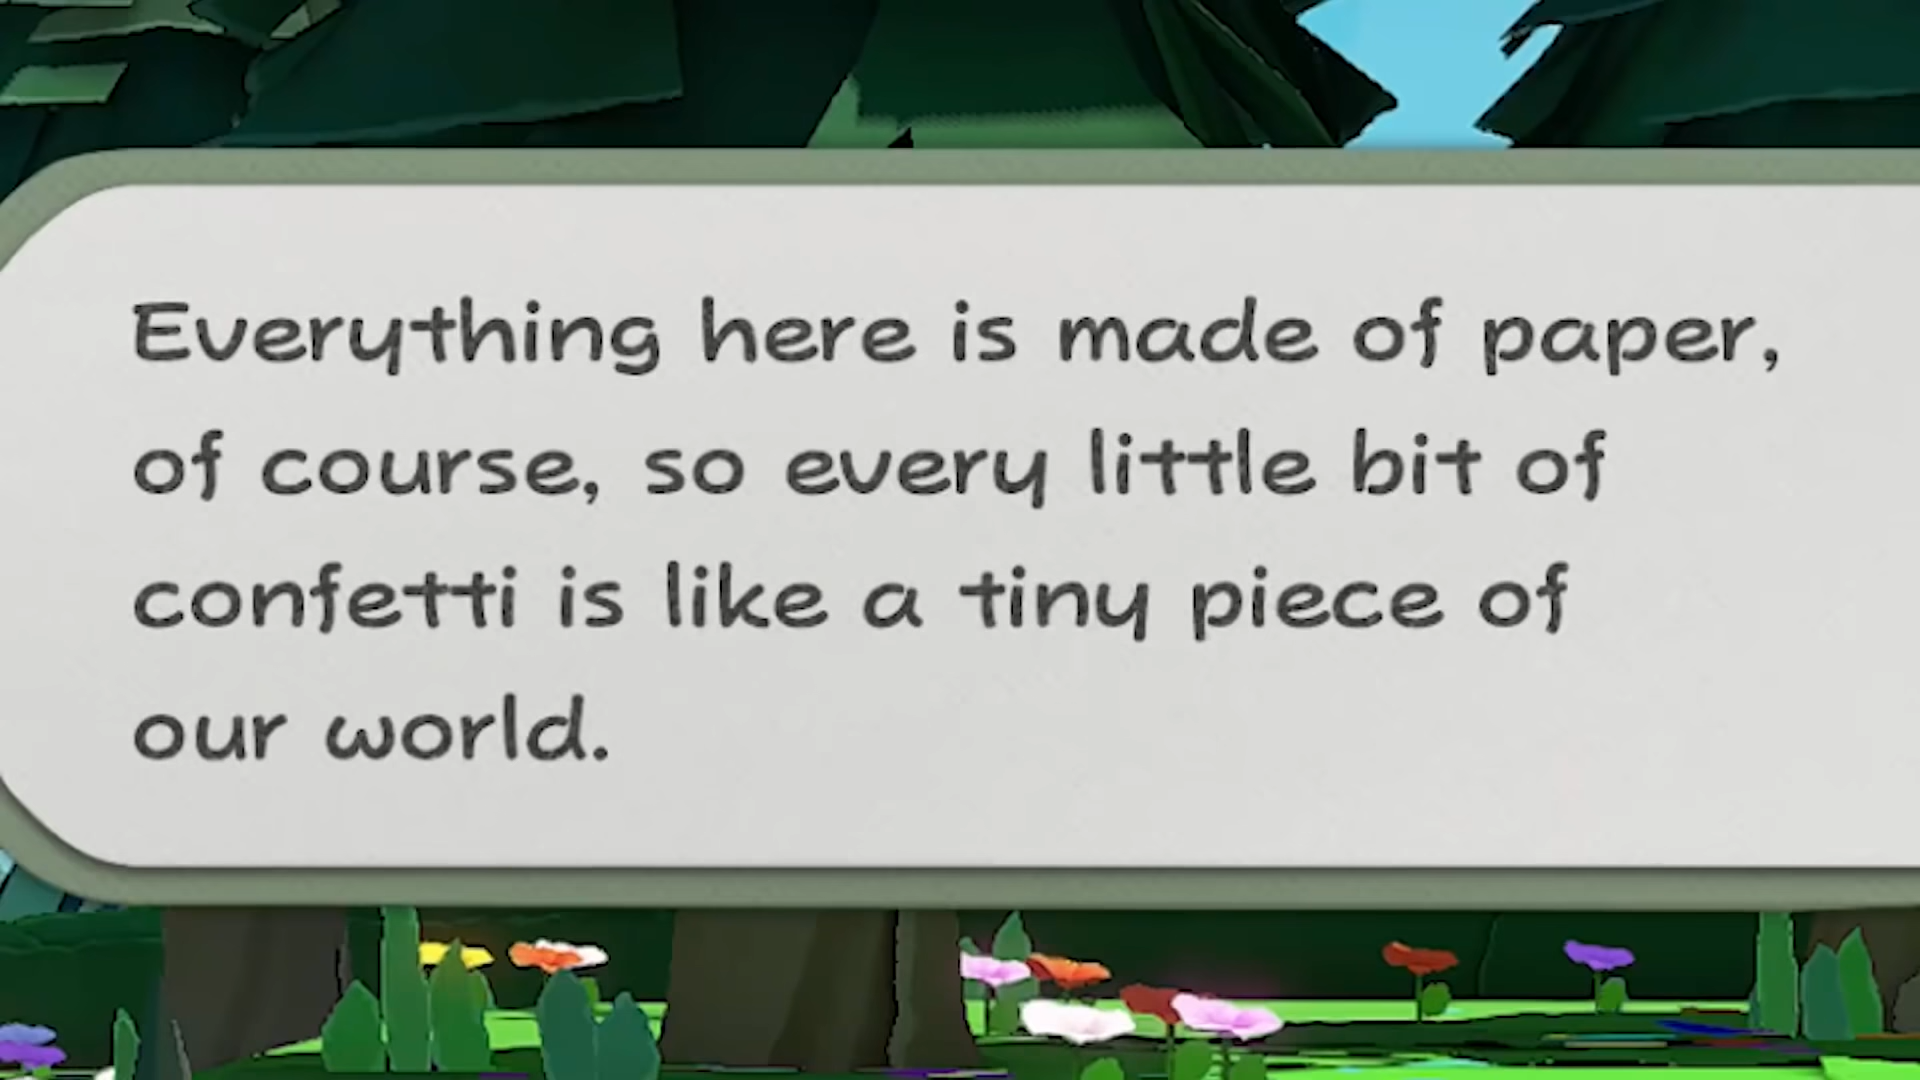 Everything here is made of paper,
of course, so every little bit of
confetti is like a tiny piece of
our world.